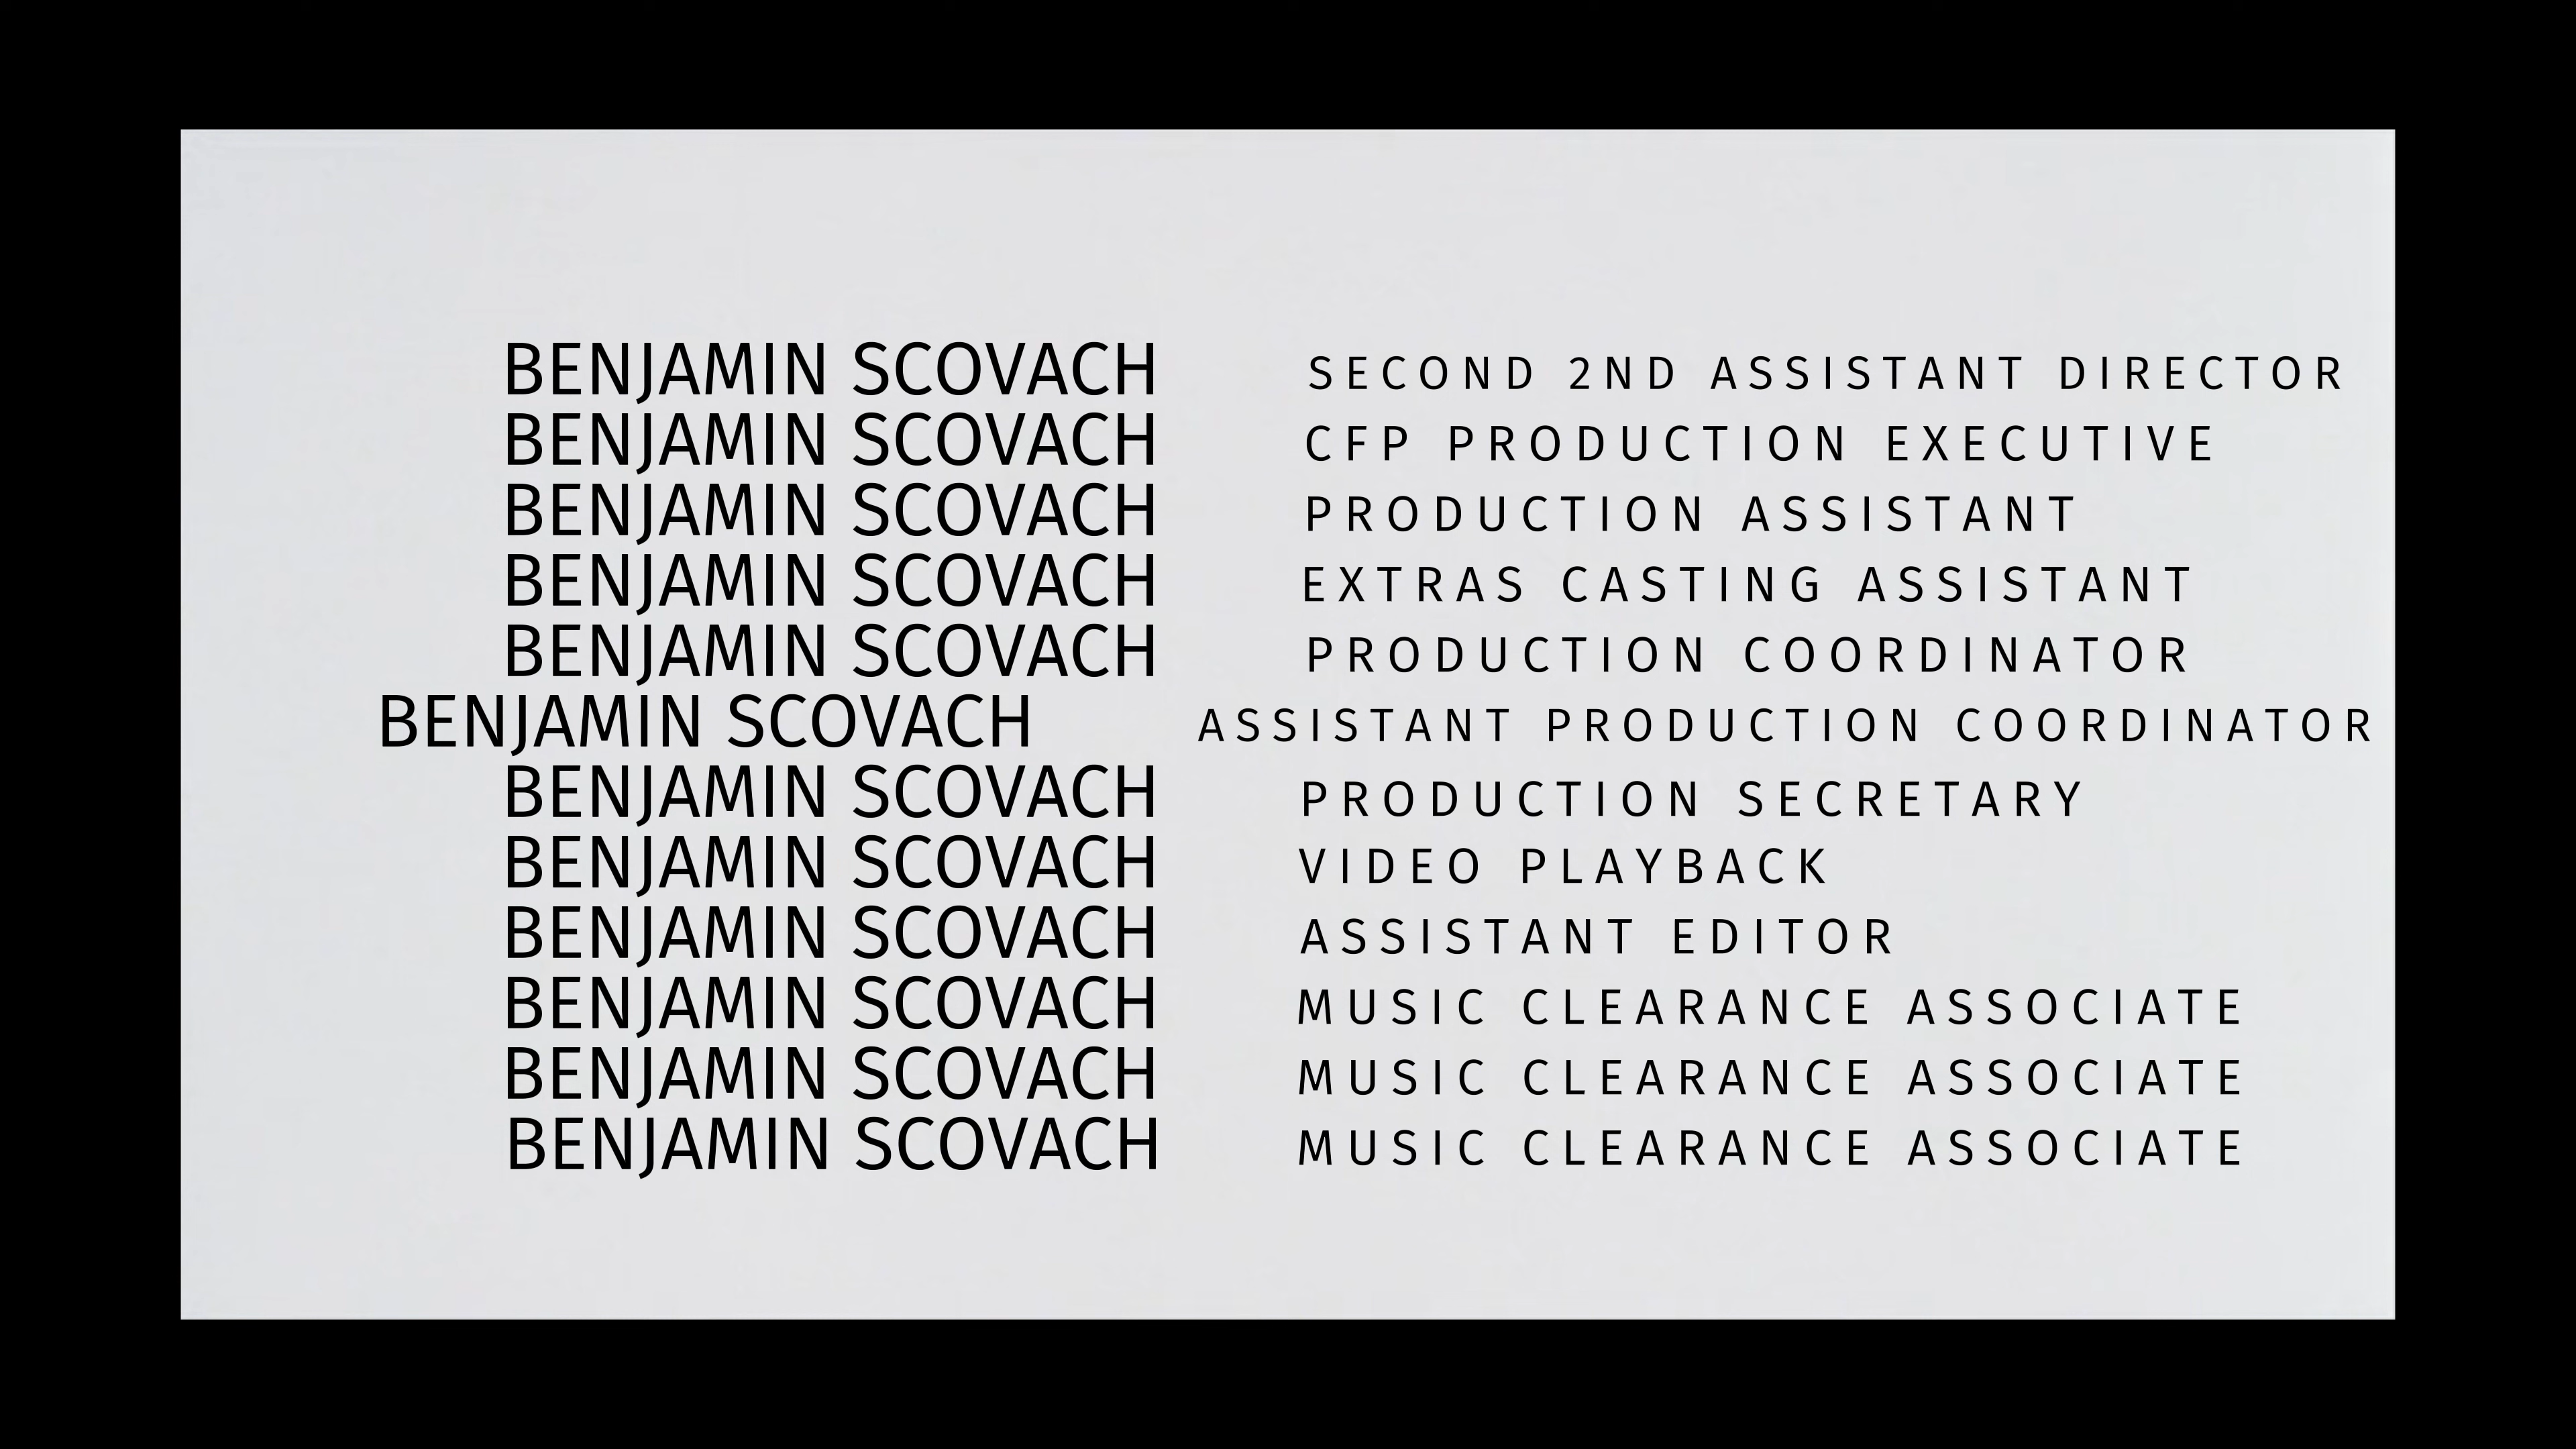 BENJAMIN SCOVACH SECOND 2ND ASSISTANT DIRECTOR
BENJAMIN SCOVACH CFP PRODUCTION EXECUTIVE
BENJAMIN SCOVACH PRODUCTION ASSISTANT
BENJAMIN SCOVACH EXTRAS CASTING ASSISTANT
BENJAMIN SCOVACH PRODUCTION COORDINATOR
BENJAMIN SCOVACH ASSISTANT PRODUCTION COORDINATOR
BENJAMIN SCOVACH PRODUCTION SECRETARY
BENJAMIN SCOVACH VIDEO PLAYBACK
BENJAMIN SCOVACH ASSISTANT EDITOR
BENJAMIN SCOVACH MUSIC CLEARANCE ASSOCIATE
BENJAMIN SCOVACH MUSIC CLEARANCE ASSOCIATE
BENJAMIN SCOVACH MUSIC CLEARANCE ASSOCIATE